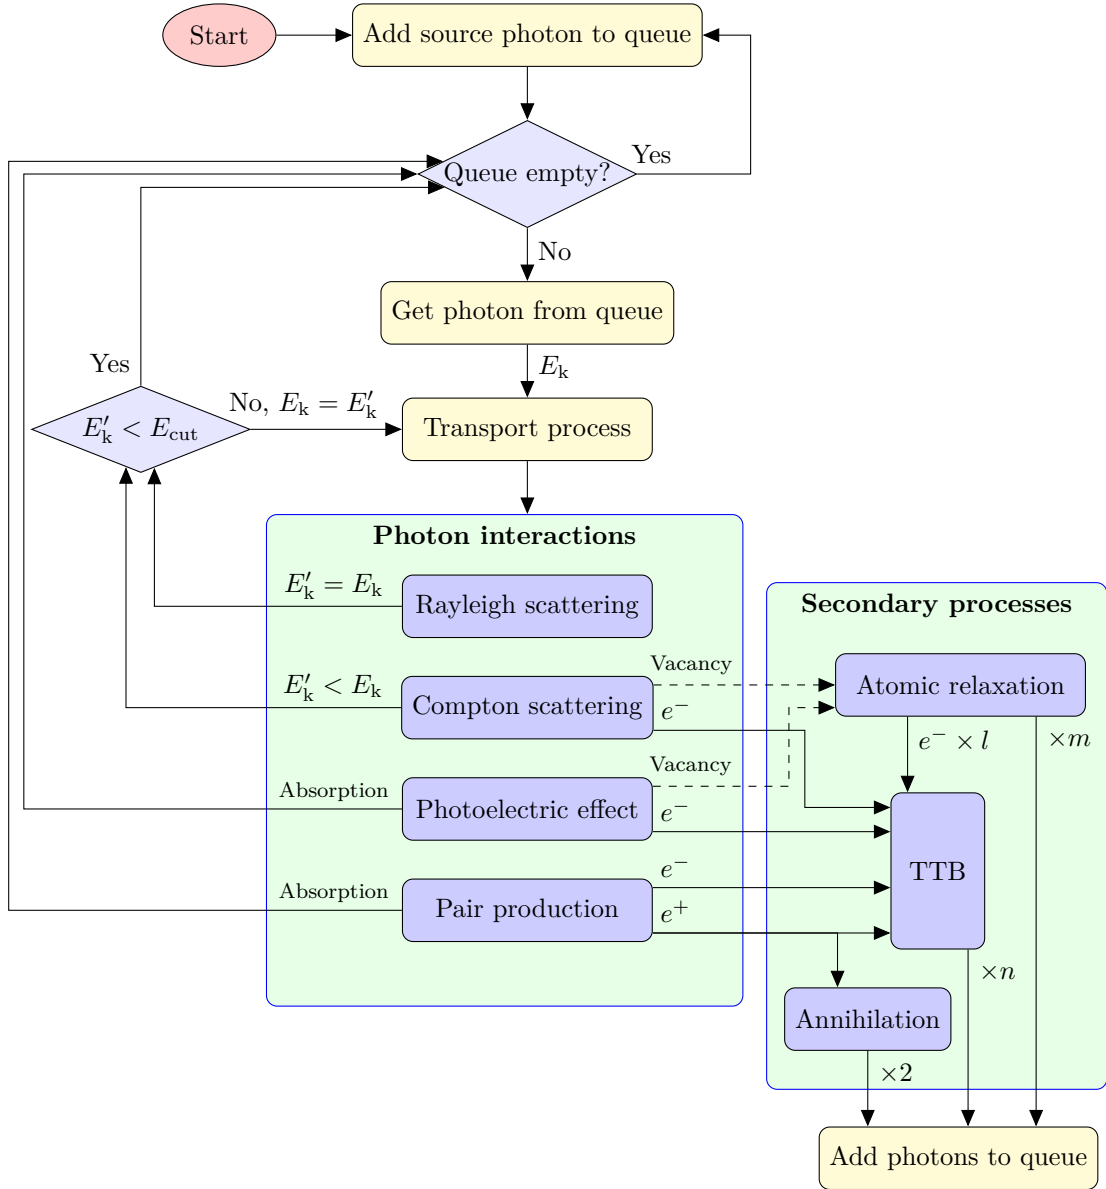 Start
Add source photon to queue
Queue empty?
Yes
No
Get photon from queue
Yes
E_k
E′_k < E_cut
No, E_k = E′_k
Transport process
Photon interactions
E′_k = E_k
Rayleigh scattering
Secondary processes
E′_k < E_k
Compton scattering
Vacancy
e⁻
Atomic relaxation
e⁻ × l
×m
Absorption
Photoelectric effect
Vacancy
e⁻
TTB
Absorption
Pair production
e⁻
e⁺
×n
Annihilation
×2
Add photons to queue